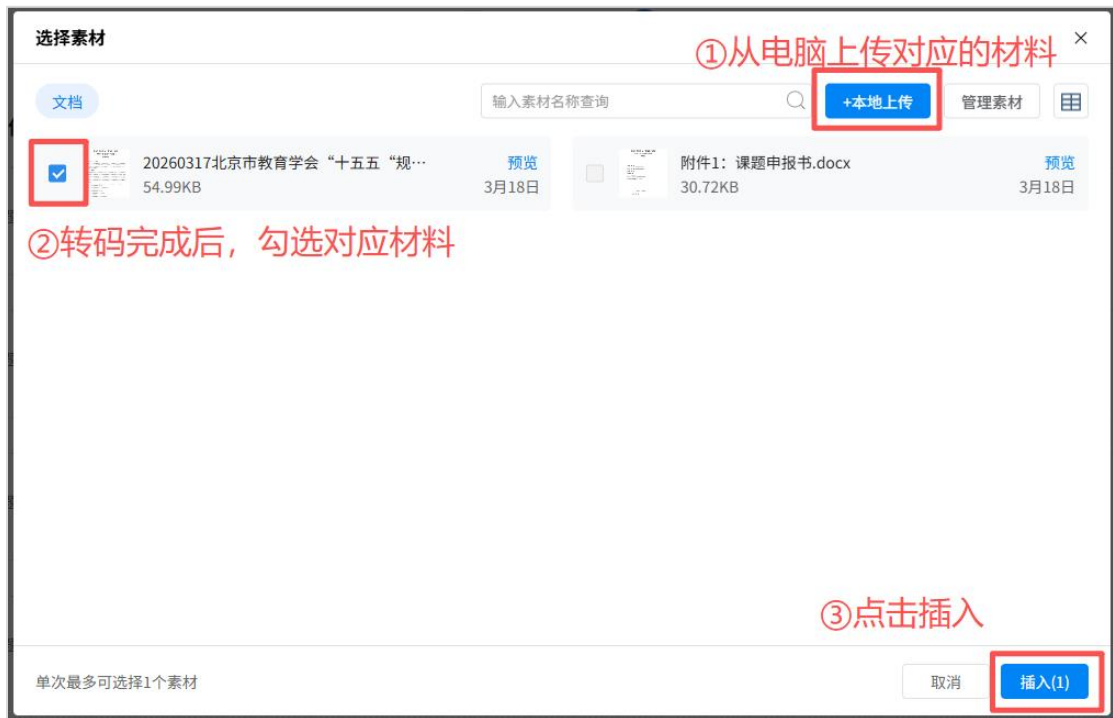 选择素材
①从电脑上传对应的材料
文档
输入素材名称查询
+本地上传
管理素材
20260317北京市教育学会“十五五“规…
预览
54.99KB
3月18日
附件1：课题申报书.docx
预览
30.72KB
3月18日
②转码完成后，勾选对应材料
③点击插入
单次最多可选择1个素材
取消
插入(1)